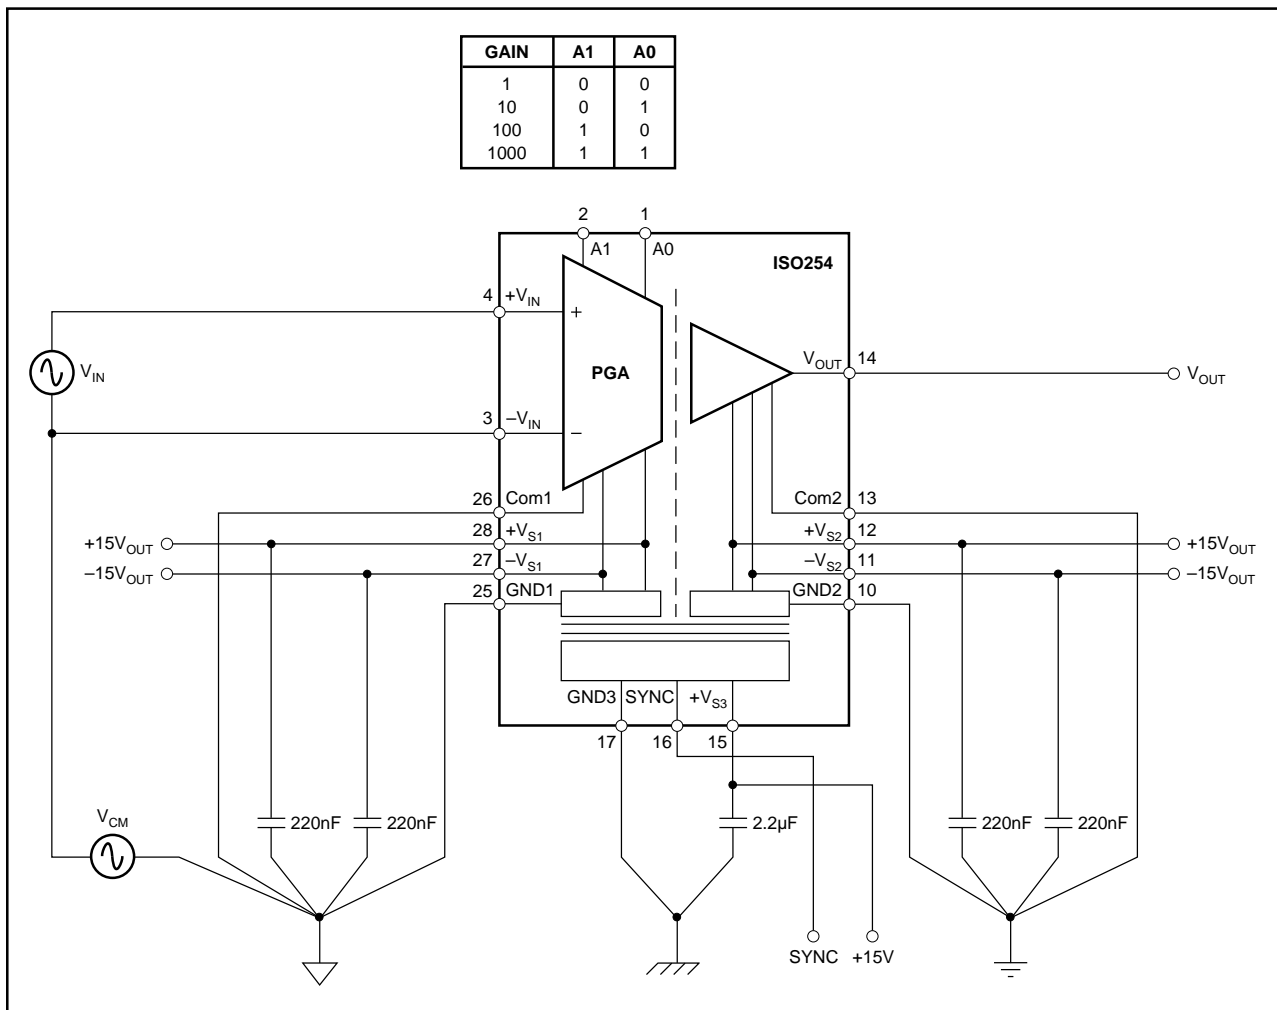 GAIN A1 A0
1 0 0
10 0 1
100 1 0
1000 1 1
2 1
A1 A0 ISO254
4 +VIN
+
VIN
PGA
VOUT 14
VOUT
3 –VIN
–
26 Com1
Com2 13
+15VOUT 28 +VS1
+VS2 12 +15VOUT
–15VOUT 27 –VS1
–VS2 11 –15VOUT
25 GND1
GND2 10
GND3 SYNC +VS3
17 16 15
VCM
220nF 220nF 2.2µF 220nF 220nF
SYNC +15V